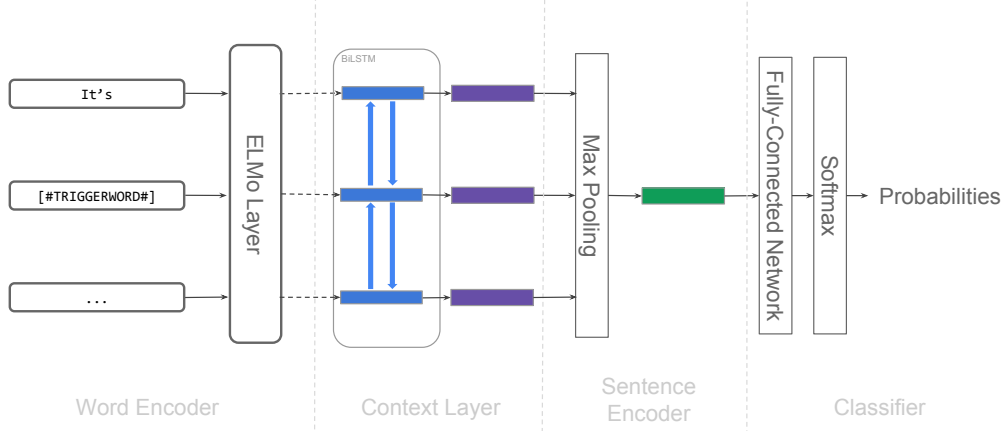 BiLSTM
It's
[#TRIGGERWORD#]
...
ELMo Layer
Max Pooling
Fully-Connected Network
Softmax
Probabilities
Word Encoder
Context Layer
Sentence
Encoder
Classifier